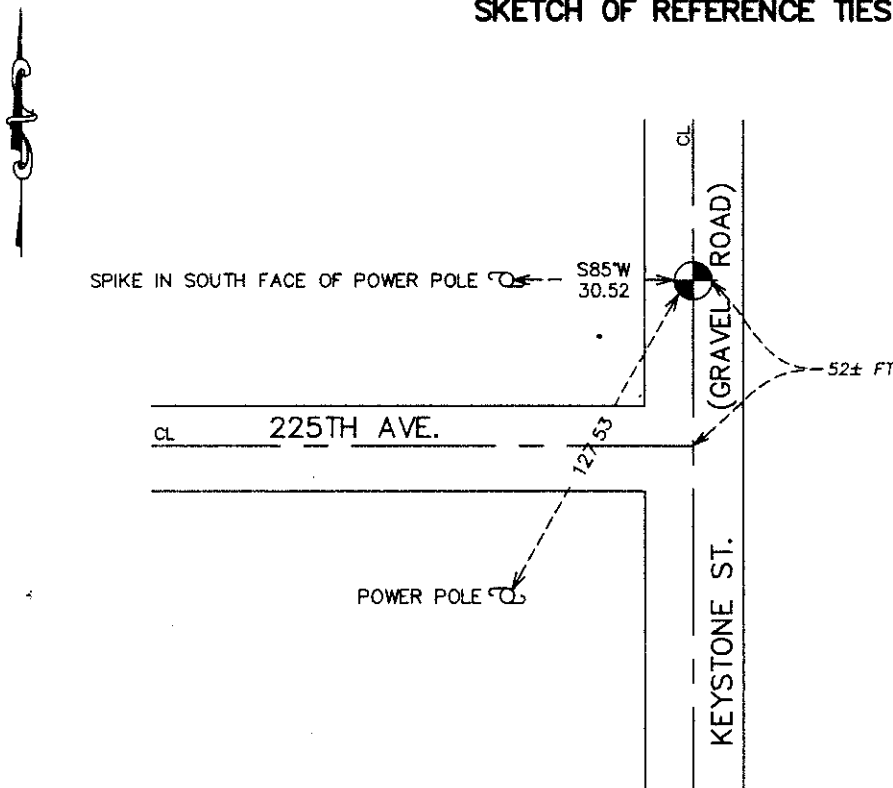 SKETCH OF REFERENCE TIES
CL
(GRAVEL ROAD)
SPIKE IN SOUTH FACE OF POWER POLE
S85°W
30.52
52± FT
CL
225TH AVE.
127.53
POWER POLE
KEYSTONE ST.